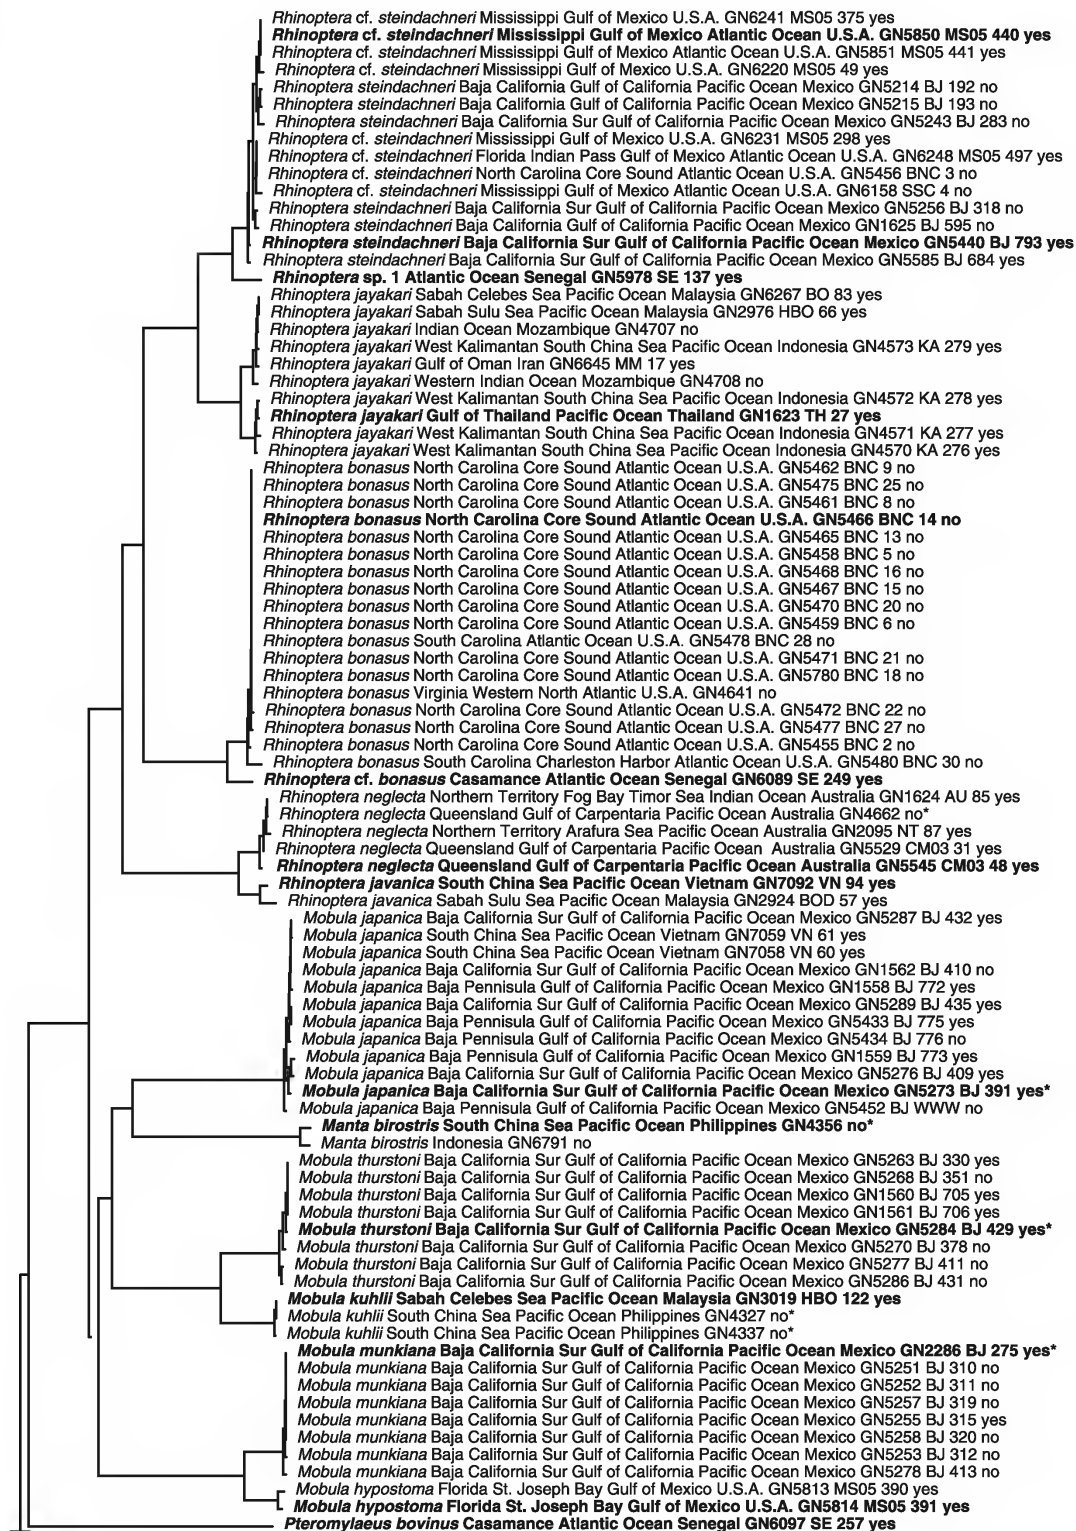 Rhinoptera cf. steindachneri Mississippi Gulf of Mexico U.S.A. GN6241 MS05 375 yes
Rhinoptera cf. steindachneri Mississippi Gulf of Mexico Atlantic Ocean U.S.A. GN5850 MS05 440 yes
Rhinoptera cf. steindachneri Mississippi Gulf of Mexico Atlantic Ocean U.S.A. GN5851 MS05 441 yes
Rhinoptera cf. steindachneri Mississippi Gulf of Mexico U.S.A. GN6220 MS05 49 yes
Rhinoptera steindachneri Baja California Gulf of California Pacific Ocean Mexico GN5214 BJ 192 no
Rhinoptera steindachneri Baja California Gulf of California Pacific Ocean Mexico GN5215 BJ 193 no
Rhinoptera steindachneri Baja California Sur Gulf of California Pacific Ocean Mexico GN5243 BJ 283 no
Rhinoptera cf. steindachneri Mississippi Gulf of Mexico U.S.A. GN6231 MS05 298 yes
Rhinoptera cf. steindachneri Florida Indian Pass Gulf of Mexico Atlantic Ocean U.S.A. GN6248 MS05 497 yes
Rhinoptera cf. steindachneri North Carolina Core Sound Atlantic Ocean U.S.A. GN5456 BNC 3 no
Rhinoptera cf. steindachneri Mississippi Gulf of Mexico Atlantic Ocean U.S.A. GN6158 SSC 4 no
Rhinoptera steindachneri Baja California Sur Gulf of California Pacific Ocean Mexico GN5256 BJ 318 no
Rhinoptera steindachneri Baja California Gulf of California Pacific Ocean Mexico GN1625 BJ 595 no
Rhinoptera steindachneri Baja California Sur Gulf of California Pacific Ocean Mexico GN5440 BJ 793 yes
Rhinoptera steindachneri Baja California Sur Gulf of California Pacific Ocean Mexico GN5585 BJ 684 yes
Rhinoptera sp. 1 Atlantic Ocean Senegal GN5978 SE 137 yes
Rhinoptera jayakari Sabah Celebes Sea Pacific Ocean Malaysia GN6267 BO 83 yes
Rhinoptera jayakari Sabah Sulu Sea Pacific Ocean Malaysia GN2976 HBO 66 yes
Rhinoptera jayakari Indian Ocean Mozambique GN4707 no
Rhinoptera jayakari West Kalimantan South China Sea Pacific Ocean Indonesia GN4573 KA 279 yes
Rhinoptera jayakari Gulf of Oman Iran GN6645 MM 17 yes
Rhinoptera jayakari Western Indian Ocean Mozambique GN4708 no
Rhinoptera jayakari West Kalimantan South China Sea Pacific Ocean Indonesia GN4572 KA 278 yes
Rhinoptera jayakari Gulf of Thailand Pacific Ocean Thailand GN1623 TH 27 yes
Rhinoptera jayakari West Kalimantan South China Sea Pacific Ocean Indonesia GN4571 KA 277 yes
Rhinoptera jayakari West Kalimantan South China Sea Pacific Ocean Indonesia GN4570 KA 276 yes
Rhinoptera bonasus North Carolina Core Sound Atlantic Ocean U.S.A. GN5462 BNC 9 no
Rhinoptera bonasus North Carolina Core Sound Atlantic Ocean U.S.A. GN5475 BNC 25 no
Rhinoptera bonasus North Carolina Core Sound Atlantic Ocean U.S.A. GN5461 BNC 8 no
Rhinoptera bonasus North Carolina Core Sound Atlantic Ocean U.S.A. GN5466 BNC 14 no
Rhinoptera bonasus North Carolina Core Sound Atlantic Ocean U.S.A. GN5465 BNC 13 no
Rhinoptera bonasus North Carolina Core Sound Atlantic Ocean U.S.A. GN5458 BNC 5 no
Rhinoptera bonasus North Carolina Core Sound Atlantic Ocean U.S.A. GN5468 BNC 16 no
Rhinoptera bonasus North Carolina Core Sound Atlantic Ocean U.S.A. GN5467 BNC 15 no
Rhinoptera bonasus North Carolina Core Sound Atlantic Ocean U.S.A. GN5470 BNC 20 no
Rhinoptera bonasus North Carolina Core Sound Atlantic Ocean U.S.A. GN5459 BNC 6 no
Rhinoptera bonasus South Carolina Atlantic Ocean U.S.A. GN5478 BNC 28 no
Rhinoptera bonasus North Carolina Core Sound Atlantic Ocean U.S.A. GN5471 BNC 21 no
Rhinoptera bonasus North Carolina Core Sound Atlantic Ocean U.S.A. GN5780 BNC 18 no
Rhinoptera bonasus Virginia Western North Atlantic U.S.A. GN4641 no
Rhinoptera bonasus North Carolina Core Sound Atlantic Ocean U.S.A. GN5472 BNC 22 no
Rhinoptera bonasus North Carolina Core Sound Atlantic Ocean U.S.A. GN5477 BNC 27 no
Rhinoptera bonasus North Carolina Core Sound Atlantic Ocean U.S.A. GN5455 BNC 2 no
Rhinoptera bonasus South Carolina Charleston Harbor Atlantic Ocean U.S.A. GN5480 BNC 30 no
Rhinoptera cf. bonasus Casamance Atlantic Ocean Senegal GN6089 SE 249 yes
Rhinoptera neglecta Northern Territory Fog Bay Timor Sea Indian Ocean Australia GN1624 AU 85 yes
Rhinoptera neglecta Queensland Gulf of Carpentaria Pacific Ocean Australia GN4662 no*
Rhinoptera neglecta Northern Territory Arafura Sea Pacific Ocean Australia GN2095 NT 87 yes
Rhinoptera neglecta Queensland Gulf of Carpentaria Pacific Ocean Australia GN5529 CM03 31 yes
Rhinoptera neglecta Queensland Gulf of Carpentaria Pacific Ocean Australia GN5545 CM03 48 yes
Rhinoptera javanica South China Sea Pacific Ocean Vietnam GN7092 VN 94 yes
Rhinoptera javanica Sabah Sulu Sea Pacific Ocean Malaysia GN2924 BOD 57 yes
Mobula japanica Baja California Sur Gulf of California Pacific Ocean Mexico GN5287 BJ 432 yes
Mobula japanica South China Sea Pacific Ocean Vietnam GN7059 VN 61 yes
Mobula japanica South China Sea Pacific Ocean Vietnam GN7058 VN 60 yes
Mobula japanica Baja California Sur Gulf of California Pacific Ocean Mexico GN1562 BJ 410 no
Mobula japanica Baja Pennisula Gulf of California Pacific Ocean Mexico GN1558 BJ 772 yes
Mobula japanica Baja California Sur Gulf of California Pacific Ocean Mexico GN5289 BJ 435 yes
Mobula japanica Baja Pennisula Gulf of California Pacific Ocean Mexico GN5433 BJ 775 yes
Mobula japanica Baja Pennisula Gulf of California Pacific Ocean Mexico GN5434 BJ 776 no
Mobula japanica Baja Pennisula Gulf of California Pacific Ocean Mexico GN1559 BJ 773 yes
Mobula japanica Baja California Sur Gulf of California Pacific Ocean Mexico GN5276 BJ 409 yes
Mobula japanica Baja California Sur Gulf of California Pacific Ocean Mexico GN5273 BJ 391 yes*
Mobula japanica Baja Pennisula Gulf of California Pacific Ocean Mexico GN5452 BJ WWW no
Manta birostris South China Sea Pacific Ocean Philippines GN4356 no*
Manta birostris Indonesia GN6791 no
Mobula thurstoni Baja California Sur Gulf of California Pacific Ocean Mexico GN5263 BJ 330 yes
Mobula thurstoni Baja California Sur Gulf of California Pacific Ocean Mexico GN5268 BJ 351 no
Mobula thurstoni Baja California Sur Gulf of California Pacific Ocean Mexico GN1560 BJ 705 yes
Mobula thurstoni Baja California Sur Gulf of California Pacific Ocean Mexico GN1561 BJ 706 yes
Mobula thurstoni Baja California Sur Gulf of California Pacific Ocean Mexico GN5284 BJ 429 yes*
Mobula thurstoni Baja California Sur Gulf of California Pacific Ocean Mexico GN5270 BJ 378 no
Mobula thurstoni Baja California Sur Gulf of California Pacific Ocean Mexico GN5277 BJ 411 no
Mobula thurstoni Baja California Sur Gulf of California Pacific Ocean Mexico GN5286 BJ 431 no
Mobula kuhlii Sabah Celebes Sea Pacific Ocean Malaysia GN3019 HBO 122 yes
Mobula kuhlii South China Sea Pacific Ocean Philippines GN4327 no*
Mobula kuhlii South China Sea Pacific Ocean Philippines GN4337 no*
Mobula munkiana Baja California Sur Gulf of California Pacific Ocean Mexico GN2286 BJ 275 yes*
Mobula munkiana Baja California Sur Gulf of California Pacific Ocean Mexico GN5251 BJ 310 no
Mobula munkiana Baja California Sur Gulf of California Pacific Ocean Mexico GN5252 BJ 311 no
Mobula munkiana Baja California Sur Gulf of California Pacific Ocean Mexico GN5257 BJ 319 no
Mobula munkiana Baja California Sur Gulf of California Pacific Ocean Mexico GN5255 BJ 315 yes
Mobula munkiana Baja California Sur Gulf of California Pacific Ocean Mexico GN5258 BJ 320 no
Mobula munkiana Baja California Sur Gulf of California Pacific Ocean Mexico GN5253 BJ 312 no
Mobula munkiana Baja California Sur Gulf of California Pacific Ocean Mexico GN5278 BJ 413 no
Mobula hypostoma Florida St. Joseph Bay Gulf of Mexico U.S.A. GN5813 MS05 390 yes
Mobula hypostoma Florida St. Joseph Bay Gulf of Mexico U.S.A. GN5814 MS05 391 yes
Pteromylaeus bovinus Casamance Atlantic Ocean Senegal GN6097 SE 257 yes